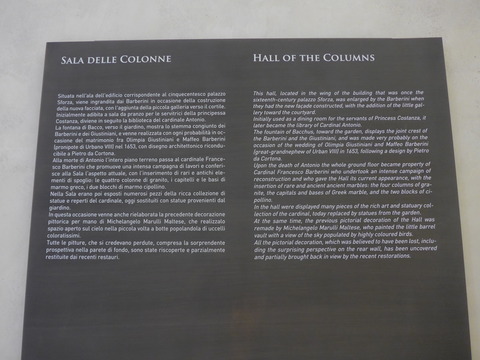 SALA DELLE COLONNE
Situata nell'ala dell'edificio corrispondente al cinquecentesco palazzo
Sforza, viene ingrandita dai Barberini in occasione della costruzione
della nuova facciata, con l'aggiunta della piccola galleria verso il cortile.
Inizialmente adibita a sala da pranzo per la servitù della principessa
Costanza, diviene in seguito la biblioteca del cardinale Antonio.
La fontana di Bacco, verso il giardino, mostra lo stemma congiunto dei
Barberini e dei Giustiniani, e venne realizzata con ogni probabilità in oc-
casione del matrimonio tra Olimpia Giustiniani e Maffeo Barberini
(pronipote di Urbano VIII) nel 1653, con disegno architettonico ricondu-
cibile a Pietro da Cortona.
Alla morte di Antonio l'intero piano terreno passa al cardinale France-
sco Barberini che promuove una intensa campagna di lavori e conferi-
sce alla Sala l'aspetto attuale, con l'inserimento di rari e antichi ele-
menti di spoglio: le quattro colonne di granito, i capitelli e le basi di
marmo greco, i due blocchi di marmo cipollino.
Nella Sala erano poi esposti numerosi pezzi della ricca collezione di
statue e reperti del cardinale, oggi sostituiti con statue provenienti dal
giardino.
In questa occasione venne anche rielaborata la precedente decorazione
pittorica per mano di Michelangelo Marulli Maltese, che realizzata
spazio aperto sul cielo nella piccola volta a botte popolandola di uccelli
coloratissimi.
Tutte le pitture, che si credevano perdute, compresa la sorprendente
prospettiva nella parete di fondo, sono state riscoperte e parzialmente
restituite dai recenti restauri.
HALL OF THE COLUMNS
This hall, located in the wing of the building that was once the
sixteenth-century palazzo Sforza, was enlarged by the Barberini when
they had the new façade constructed, with the addition of the little gal-
lery toward the courtyard.
Initially used as a dining room for the servants of Princess Costanza, it
later became the library of Cardinal Antonio.
The fountain of Bacchus, toward the garden, displays the joint crest of
the Barberini and the Giustiniani, and was made very probably on the
occasion of the wedding of Olimpia Giustiniani and Maffeo Barberini
(great-grandnephew of Urban VIII) in 1653, following a design by Pietro
da Cortona.
Upon the death of Antonio the whole ground floor became property of
Cardinal Francesco Barberini who undertook an intense campaign of
reconstruction and who gave the Hall its current appearance, with the
insertion of rare and ancient ancient marbles: the four columns of gra-
nite, the capitals and bases of Greek marble, and the two blocks of ci-
pollino.
In the hall were displayed many pieces of the rich art and statuary col-
lection of the cardinal, today replaced by statues from the garden.
At the same time, the previous pictorial decoration of the Hall was
remade by Michelangelo Marulli Maltese, who painted the little barrel
vault with a view of the sky populated by highly coloured birds.
All the pictorial decoration, which was believed to have been lost, inclu-
ding the surprising perspective on the rear wall, has been uncovered
and partially brought back in view by the recent restorations.